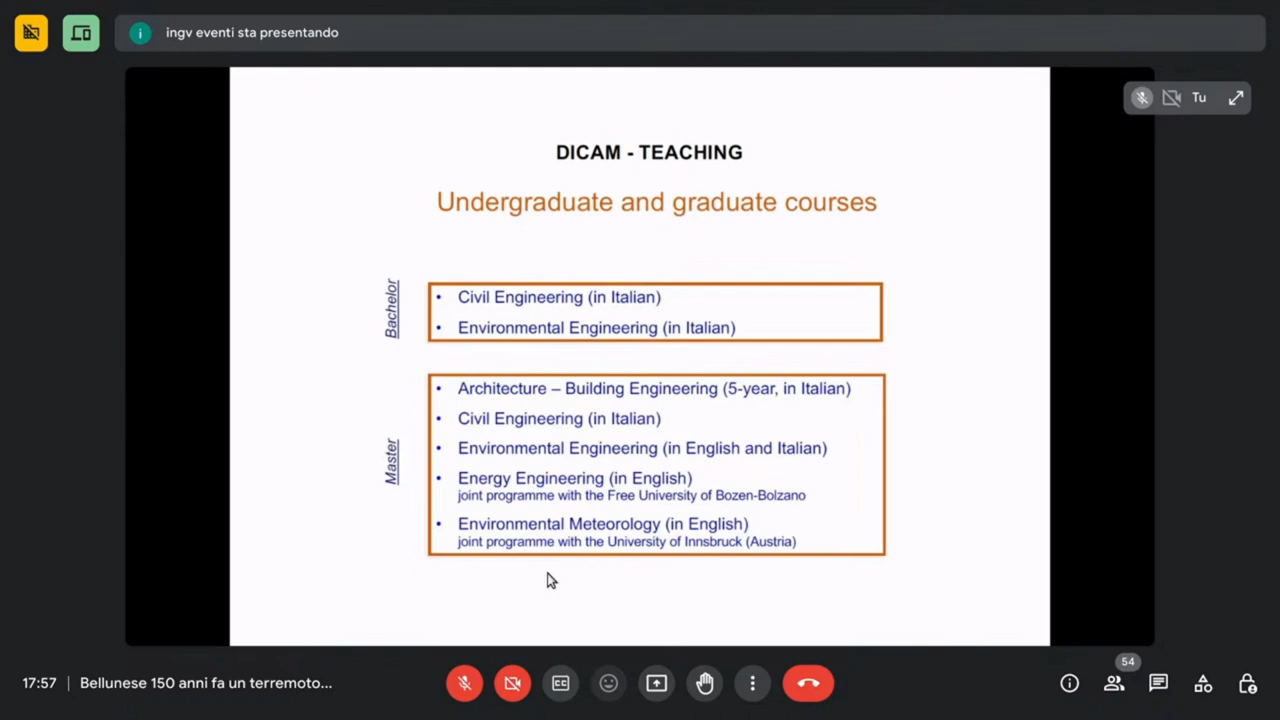 ingv eventi sta presentando
Tu
DICAM - TEACHING
Undergraduate and graduate courses
Bachelor
• Civil Engineering (in Italian)
• Environmental Engineering (in Italian)
Master
• Architecture – Building Engineering (5-year, in Italian)
• Civil Engineering (in Italian)
• Environmental Engineering (in English and Italian)
• Energy Engineering (in English)
joint programme with the Free University of Bozen-Bolzano
• Environmental Meteorology (in English)
joint programme with the University of Innsbruck (Austria)
54
17:57 | Bellunese 150 anni fa un terremoto...